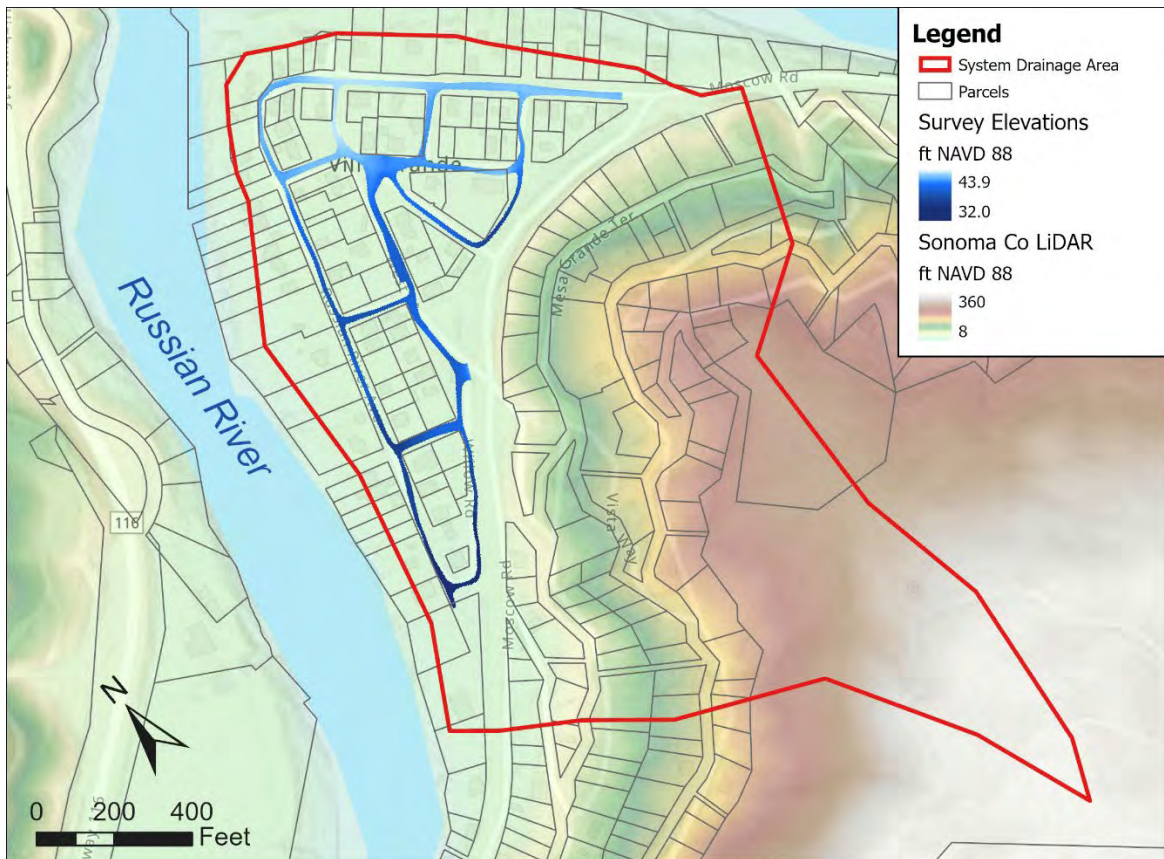 Legend
System Drainage Area
Parcels
Survey Elevations
ft NAVD 88
43.9
32.0
Sonoma Co LiDAR
ft NAVD 88
360
8
Moscow Rd
Mesa Grande Ter
Russian River
Willow Rd
Vista Way
116
Moscow Rd
N
0 200 400
Feet